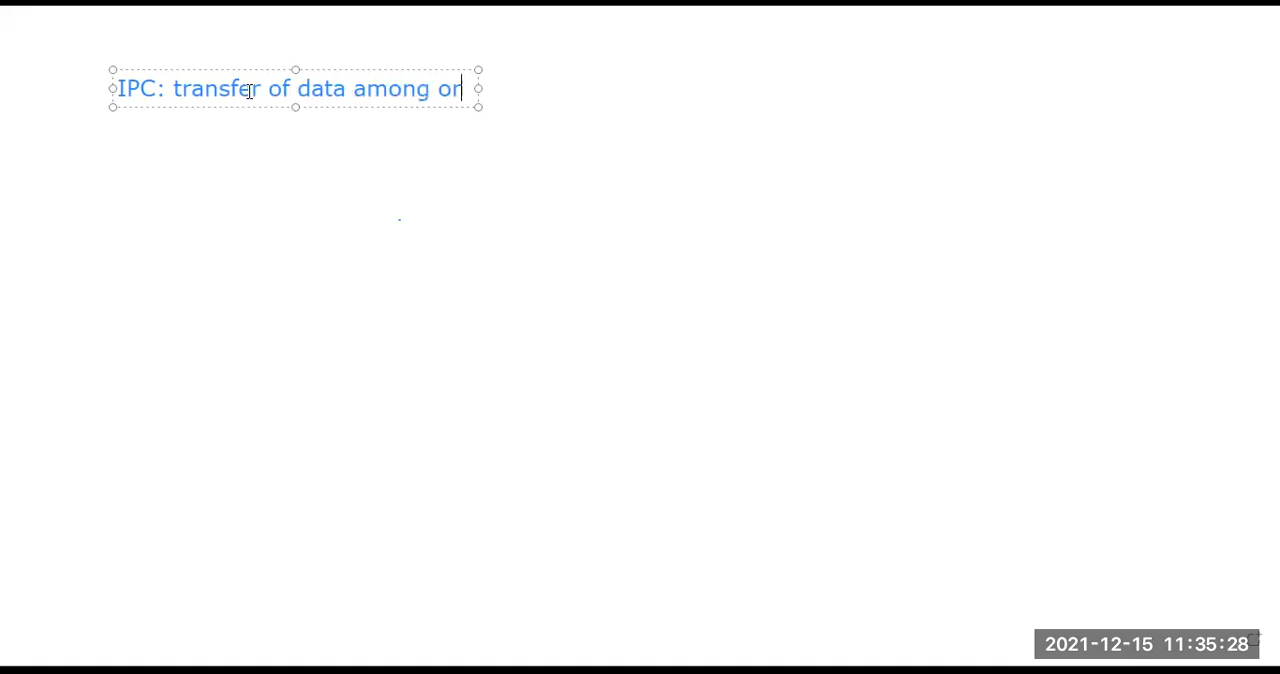 IPC: transfer of data among or
2021-12-15 11:35:28